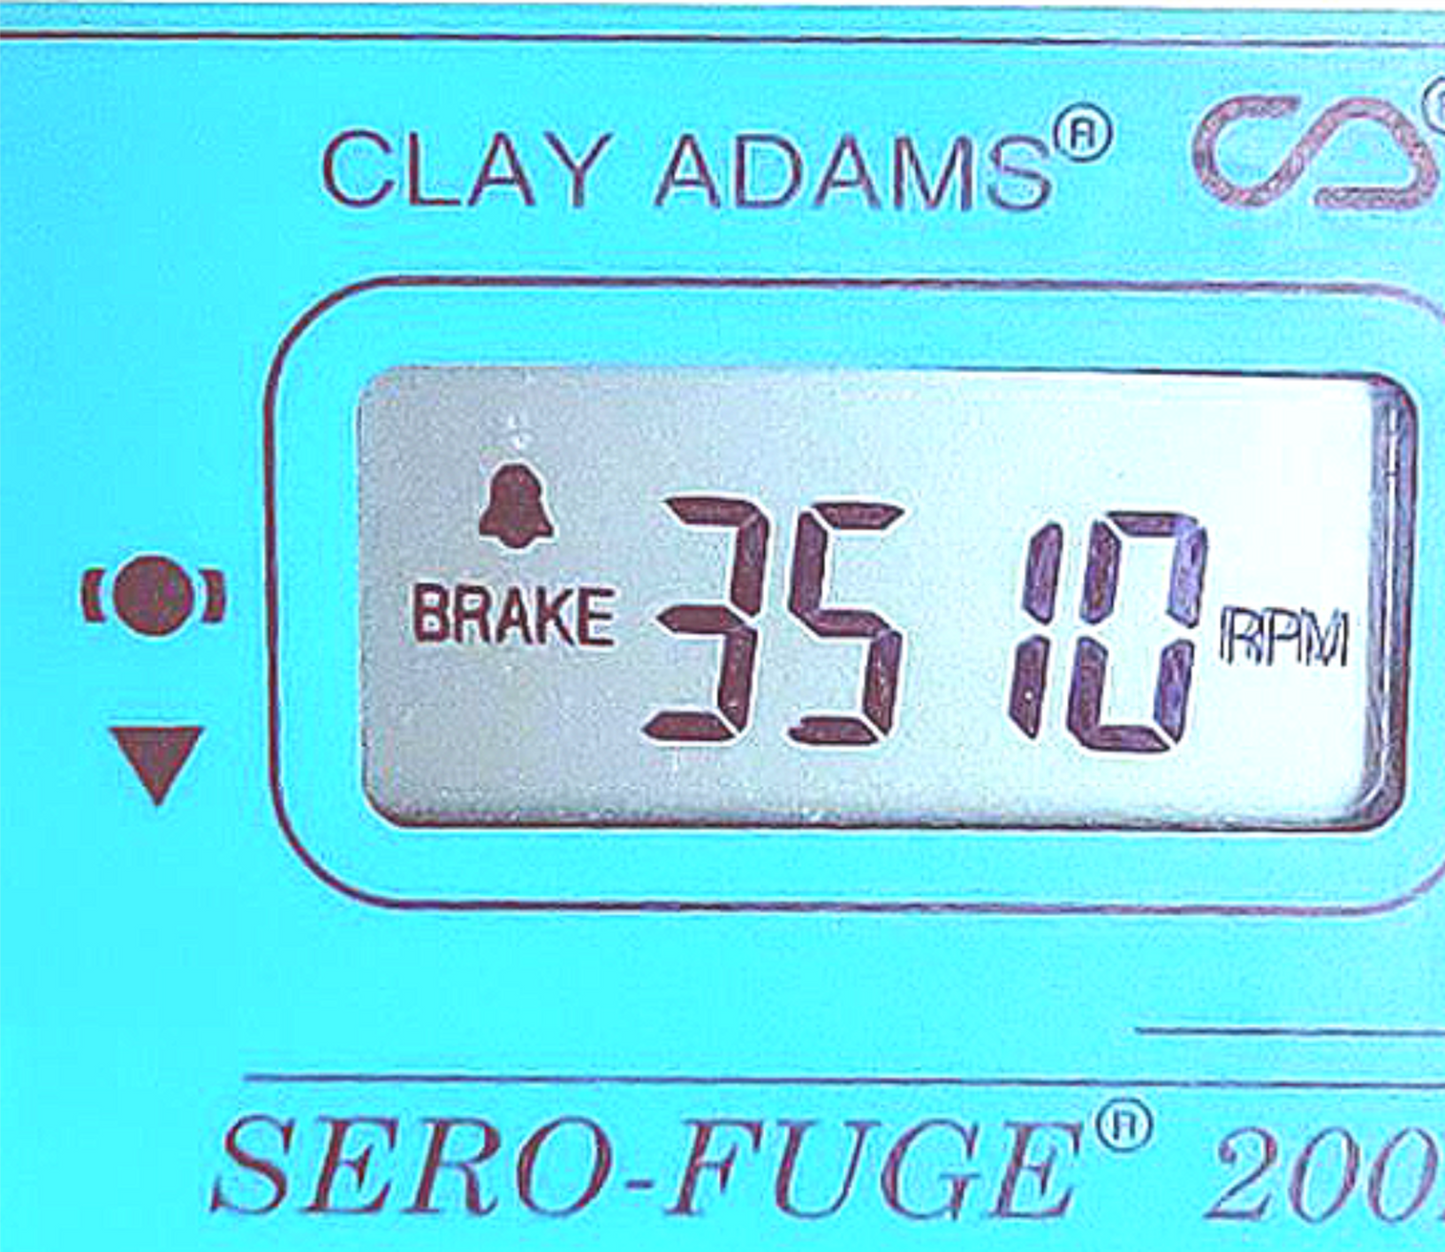 CLAY ADAMS®
BRAKE 3510 RPM
SERO-FUGE® 200